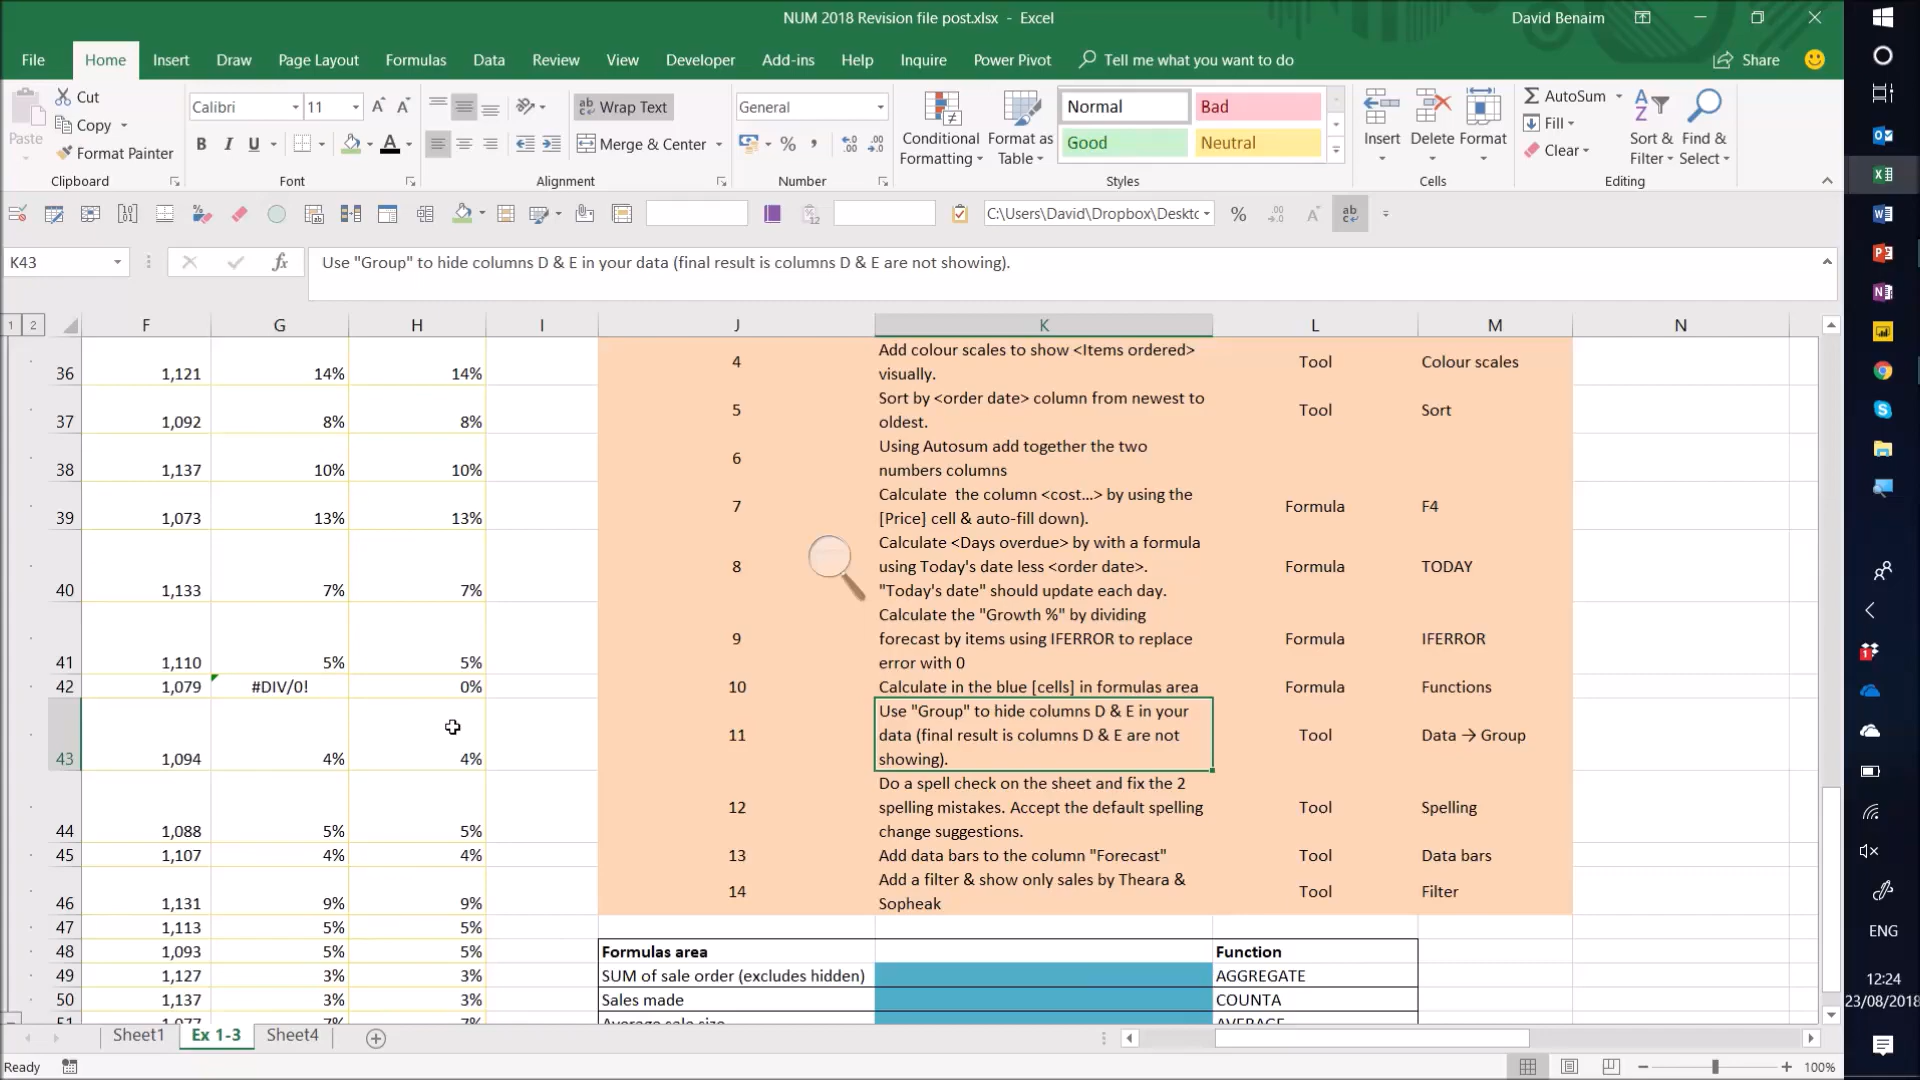 NUM 2018 Revision file post.xlsx - Excel
David Benaim
File Home Insert Draw Page Layout Formulas Data Review View Developer Add-ins Help Inquire Power Pivot Tell me what you want to do Share
Paste
Cut
Copy
Format Painter
Clipboard
Calibri 11
B I U
Font
Wrap Text
Merge & Center
Alignment
General
Number
Conditional Formatting
Format as Table
Normal Bad
Good Neutral
Styles
Insert Delete Format
Cells
AutoSum
Fill
Clear
Sort & Filter
Find & Select
Editing
C:\Users\David\Dropbox\Deskt
K43
fx
Use "Group" to hide columns D & E in your data (final result is columns D & E are not showing).
1 2 F G H I J K L M N
36 1,121 14% 14%
37 1,092 8% 8%
38 1,137 10% 10%
39 1,073 13% 13%
40 1,133 7% 7%
41 1,110 5% 5%
42 1,079 #DIV/0! 0%
43 1,094 4% 4%
44 1,088 5% 5%
45 1,107 4% 4%
46 1,131 9% 9%
47 1,113 5% 5%
48 1,093 5% 5%
49 1,127 3% 3%
50 1,137 3% 3%
51 1,077 7% 7%
4 Add colour scales to show <Items ordered> Tool Colour scales
visually.
5 Sort by <order date> column from newest to Tool Sort
oldest.
6 Using Autosum add together the two
numbers columns
7 Calculate the column <cost...> by using the Formula F4
[Price] cell & auto-fill down).
8 Calculate <Days overdue> by with a formula Formula TODAY
using Today's date less <order date>.
"Today's date" should update each day.
9 Calculate the "Growth %" by dividing Formula IFERROR
forecast by items using IFERROR to replace
error with 0
10 Calculate in the blue [cells] in formulas area Formula Functions
11 Use "Group" to hide columns D & E in your Tool Data → Group
data (final result is columns D & E are not
showing).
12 Do a spell check on the sheet and fix the 2 Tool Spelling
spelling mistakes. Accept the default spelling
change suggestions.
13 Add data bars to the column "Forecast" Tool Data bars
14 Add a filter & show only sales by Theara & Tool Filter
Sopheak
Formulas area Function
SUM of sale order (excludes hidden) AGGREGATE
Sales made COUNTA
Average sale size AVERAGE
Sheet1 Ex 1-3 Sheet4
Ready
100%
ENG
12:24
23/08/2018